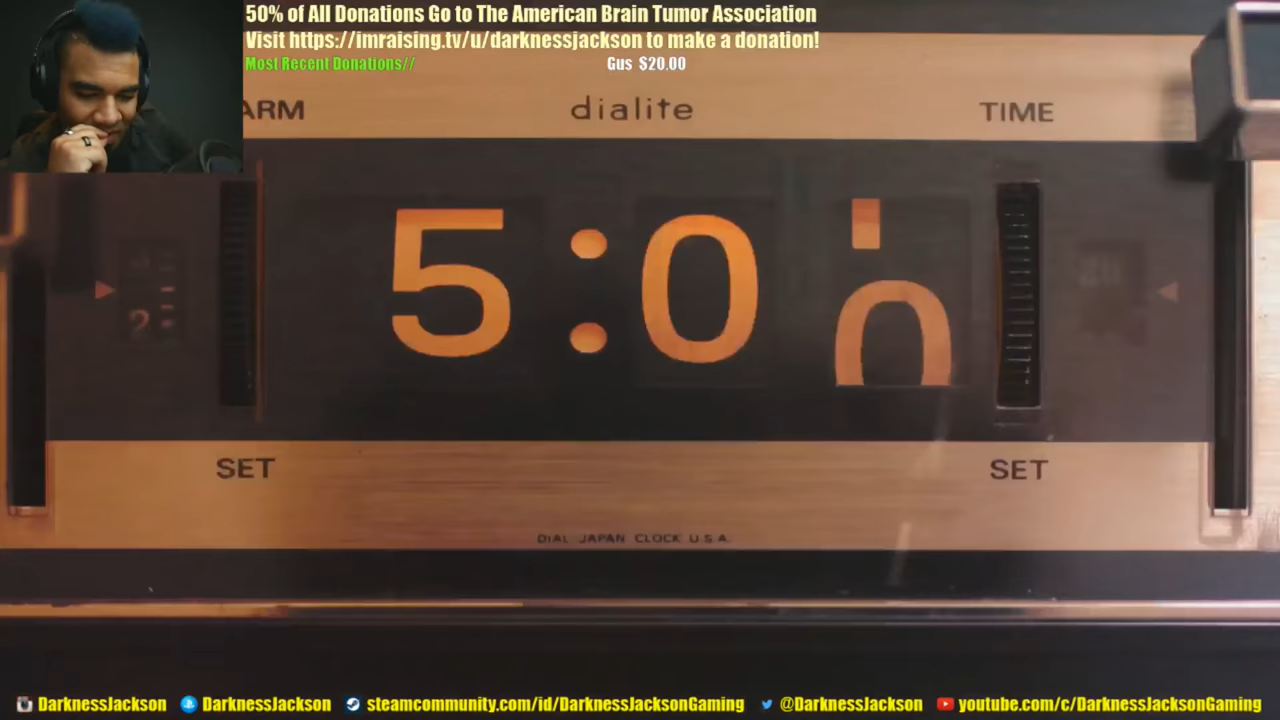 50% of All Donations Go to The American Brain Tumor Association
Visit https://imraising.tv/u/darknessjackson to make a donation!
Most Recent Donations// Gus $20.00
ARM dialite TIME
5:00
2
SET SET
DIAL JAPAN CLOCK U.S.A.
DarknessJackson DarknessJackson steamcommunity.com/id/DarknessJacksonGaming @DarknessJackson youtube.com/c/DarknessJacksonGaming